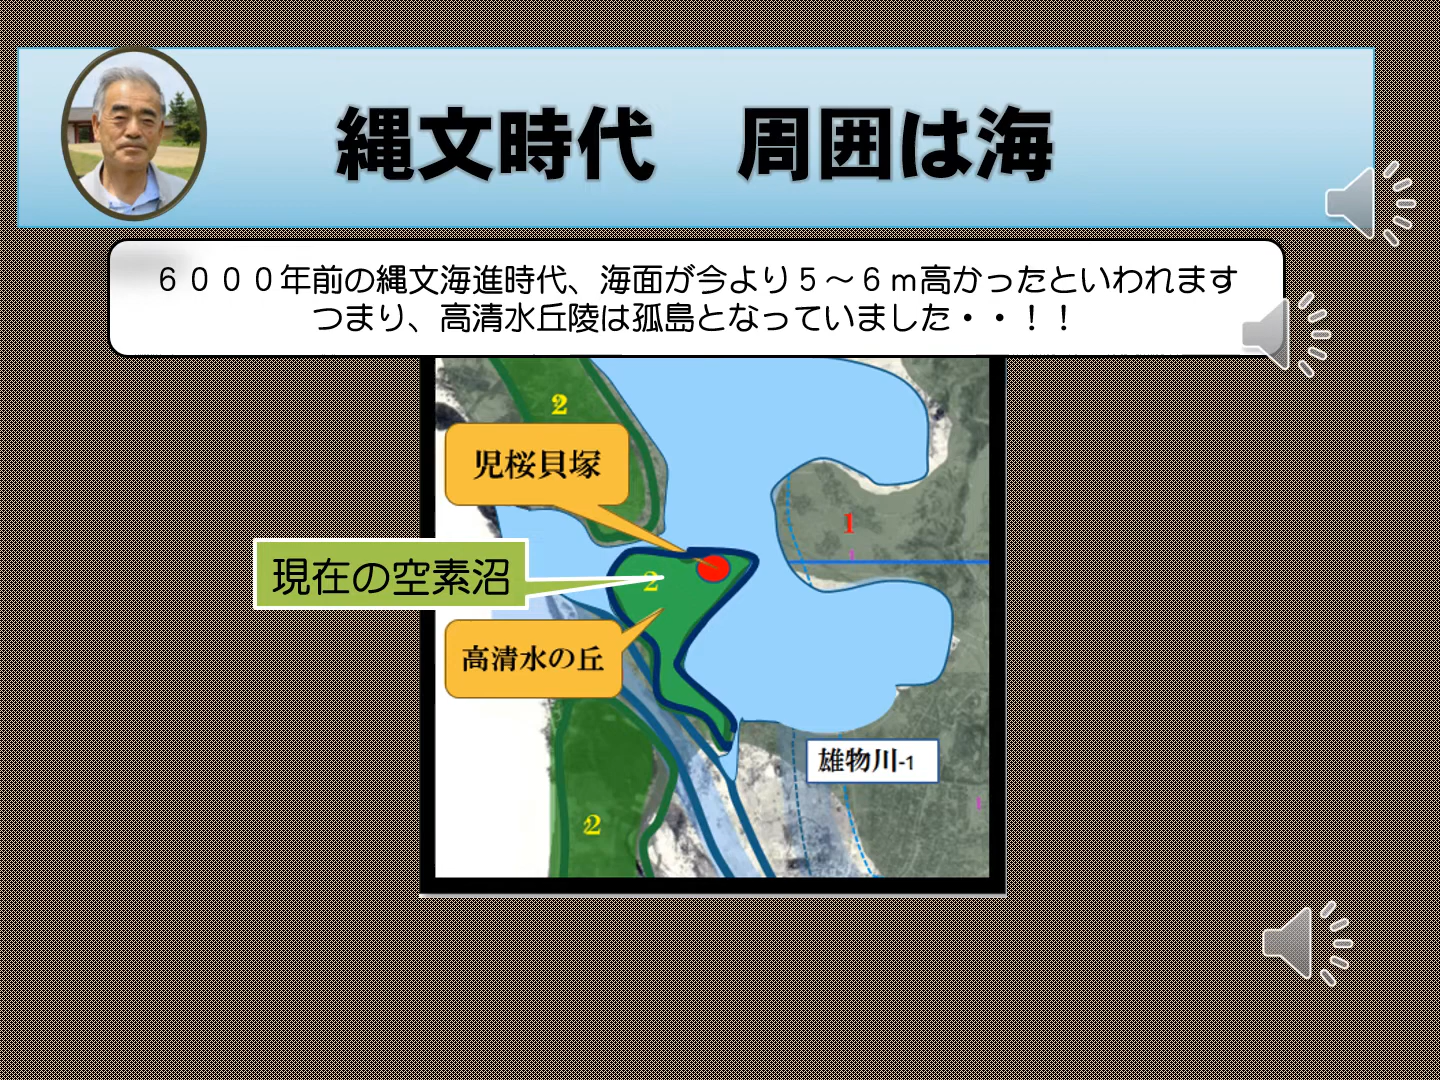 縄文時代　周囲は海
６０００年前の縄文海進時代、海面が今より５～６ｍ高かったといわれます
つまり、高清水丘陵は孤島となっていました・・！！
2
児桜貝塚
1
1
現在の空素沼
2
高清水の丘
雄物川-1
1
2